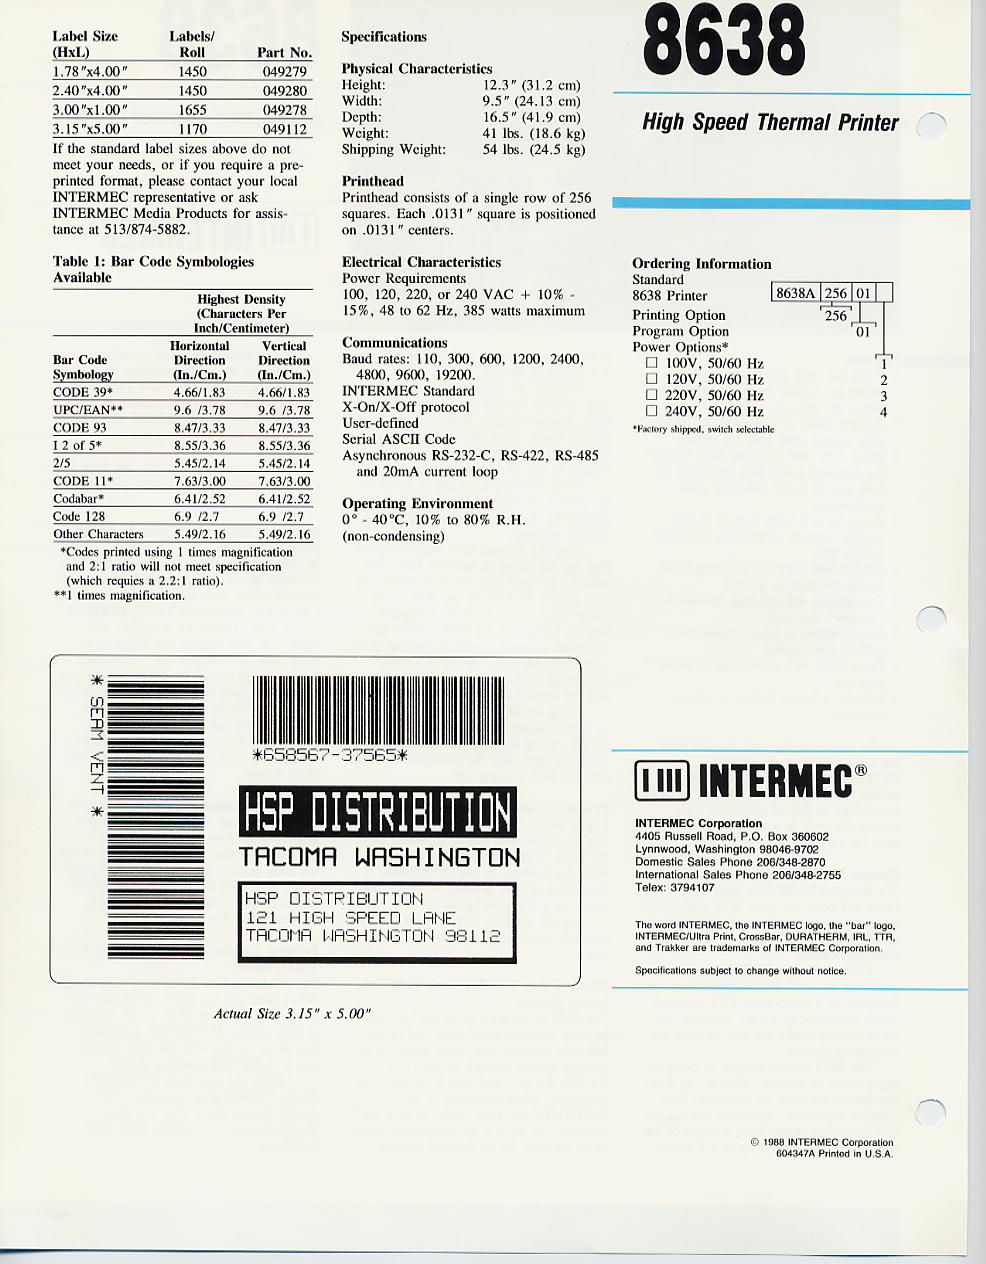 Label Size Labels/
(HxL) Roll Part No.
1.78"x4.00" 1450 049279
2.40"x4.00" 1450 049280
3.00"x1.00" 1655 049278
3.15"x5.00" 1170 049112
If the standard label sizes above do not
meet your needs, or if you require a pre-
printed format, please contact your local
INTERMEC representative or ask
INTERMEC Media Products for assis-
tance at 513/874-5882.
Table 1: Bar Code Symbologies
Available
Highest Density
(Characters Per
Inch/Centimeter)
Horizontal Vertical
Bar Code Direction Direction
Symbology (In./Cm.) (In./Cm.)
CODE 39* 4.66/1.83 4.66/1.83
UPC/EAN** 9.6 /3.78 9.6 /3.78
CODE 93 8.47/3.33 8.47/3.33
I 2 of 5* 8.55/3.36 8.55/3.36
2/5 5.45/2.14 5.45/2.14
CODE 11* 7.63/3.00 7.63/3.00
Codabar* 6.41/2.52 6.41/2.52
Code 128 6.9 /2.7 6.9 /2.7
Other Characters 5.49/2.16 5.49/2.16
*Codes printed using 1 times magnification
and 2:1 ratio will not meet specification
(which requies a 2.2:1 ratio).
**1 times magnification.
Specifications
Physical Characteristics
Height: 12.3" (31.2 cm)
Width: 9.5" (24.13 cm)
Depth: 16.5" (41.9 cm)
Weight: 41 lbs. (18.6 kg)
Shipping Weight: 54 lbs. (24.5 kg)
Printhead
Printhead consists of a single row of 256
squares. Each .0131" square is positioned
on .0131" centers.
Electrical Characteristics
Power Requirements
100, 120, 220, or 240 VAC + 10% -
15%, 48 to 62 Hz, 385 watts maximum
Communications
Baud rates: 110, 300, 600, 1200, 2400,
4800, 9600, 19200.
INTERMEC Standard
X-On/X-Off protocol
User-defined
Serial ASCII Code
Asynchronous RS-232-C, RS-422, RS-485
and 20mA current loop
Operating Environment
0° - 40°C, 10% to 80% R.H.
(non-condensing)
8638
High Speed Thermal Printer
Ordering Information
Standard
8638 Printer 8638A 256 01
Printing Option 256
Program Option 01
Power Options*
☐ 100V, 50/60 Hz 1
☐ 120V, 50/60 Hz 2
☐ 220V, 50/60 Hz 3
☐ 240V, 50/60 Hz 4
*Factory shipped, switch selectable
* SEAM VENT *
*658567-37565*
HSP DISTRIBUTION
TACOMA WASHINGTON
HSP DISTRIBUTION
121 HIGH SPEED LANE
TACOMA WASHINGTON 98112
Actual Size 3.15" x 5.00"
INTERMEC®
INTERMEC Corporation
4405 Russell Road, P.O. Box 360602
Lynnwood, Washington 98046-9702
Domestic Sales Phone 206/348-2870
International Sales Phone 206/348-2755
Telex: 3794107
The word INTERMEC, the INTERMEC logo, the "bar" logo,
INTERMEC/Ultra Print, CrossBar, DURATHERM, IRL, TTR,
and Trakker are trademarks of INTERMEC Corporation.
Specifications subject to change without notice.
© 1988 INTERMEC Corporation
604347A Printed in U.S.A.